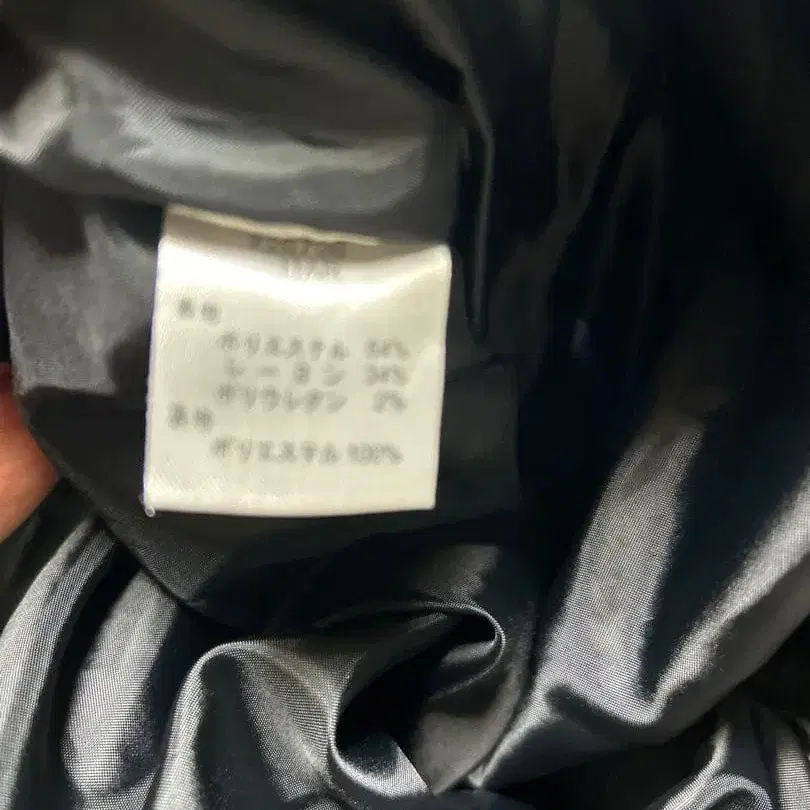 表地
ポリエステル 64%
レーヨン 34%
ポリウレタン 2%
裏地
ポリエステル 100%